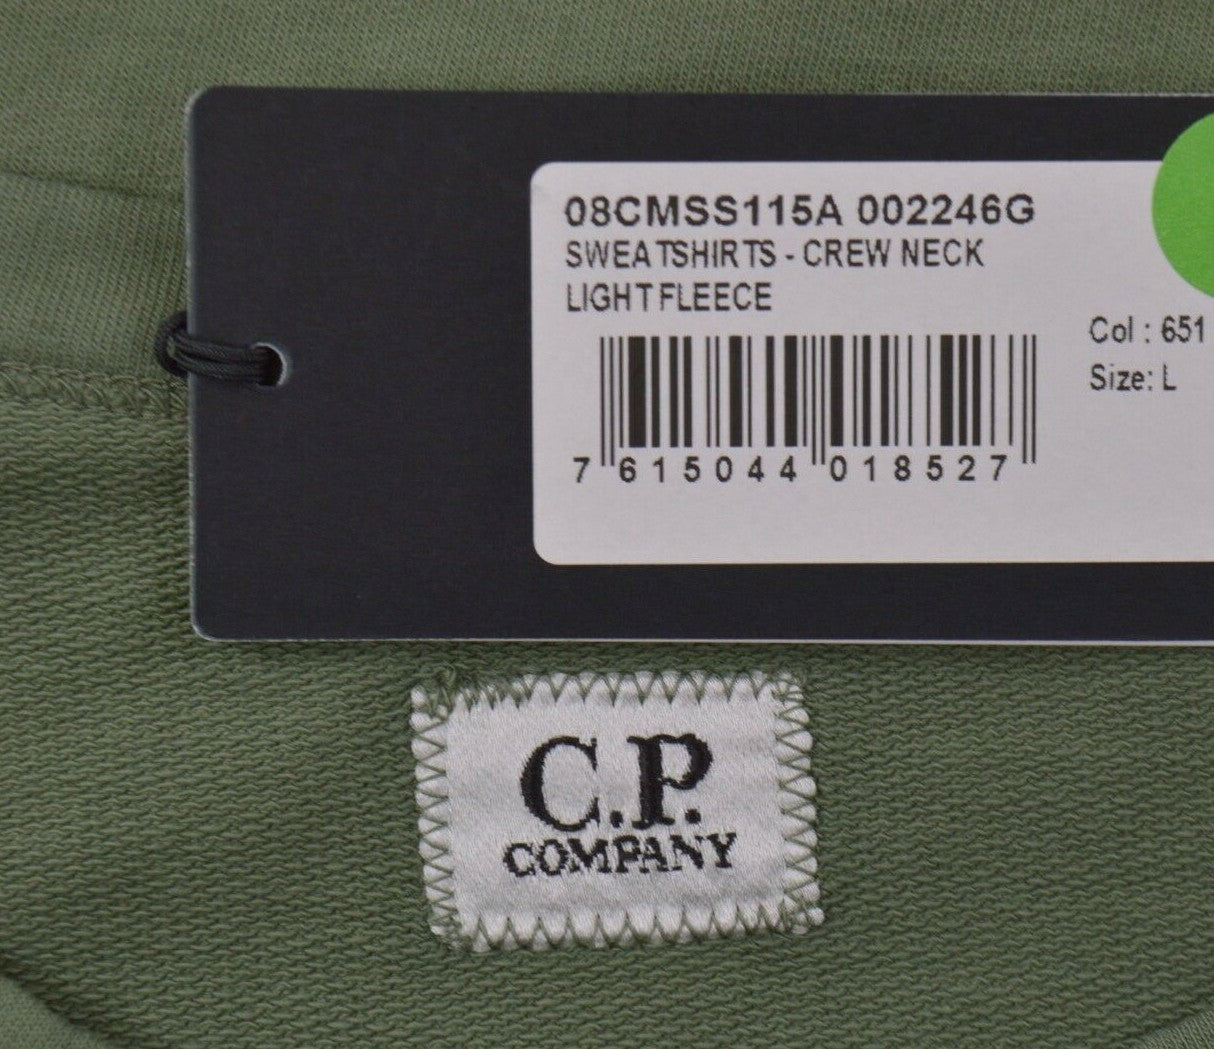 08CMSS115A 002246G
SWEATSHIRTS - CREW NECK
LIGHT FLEECE
Col : 651
Size: L
7 615044 018527
C.P.
COMPANY